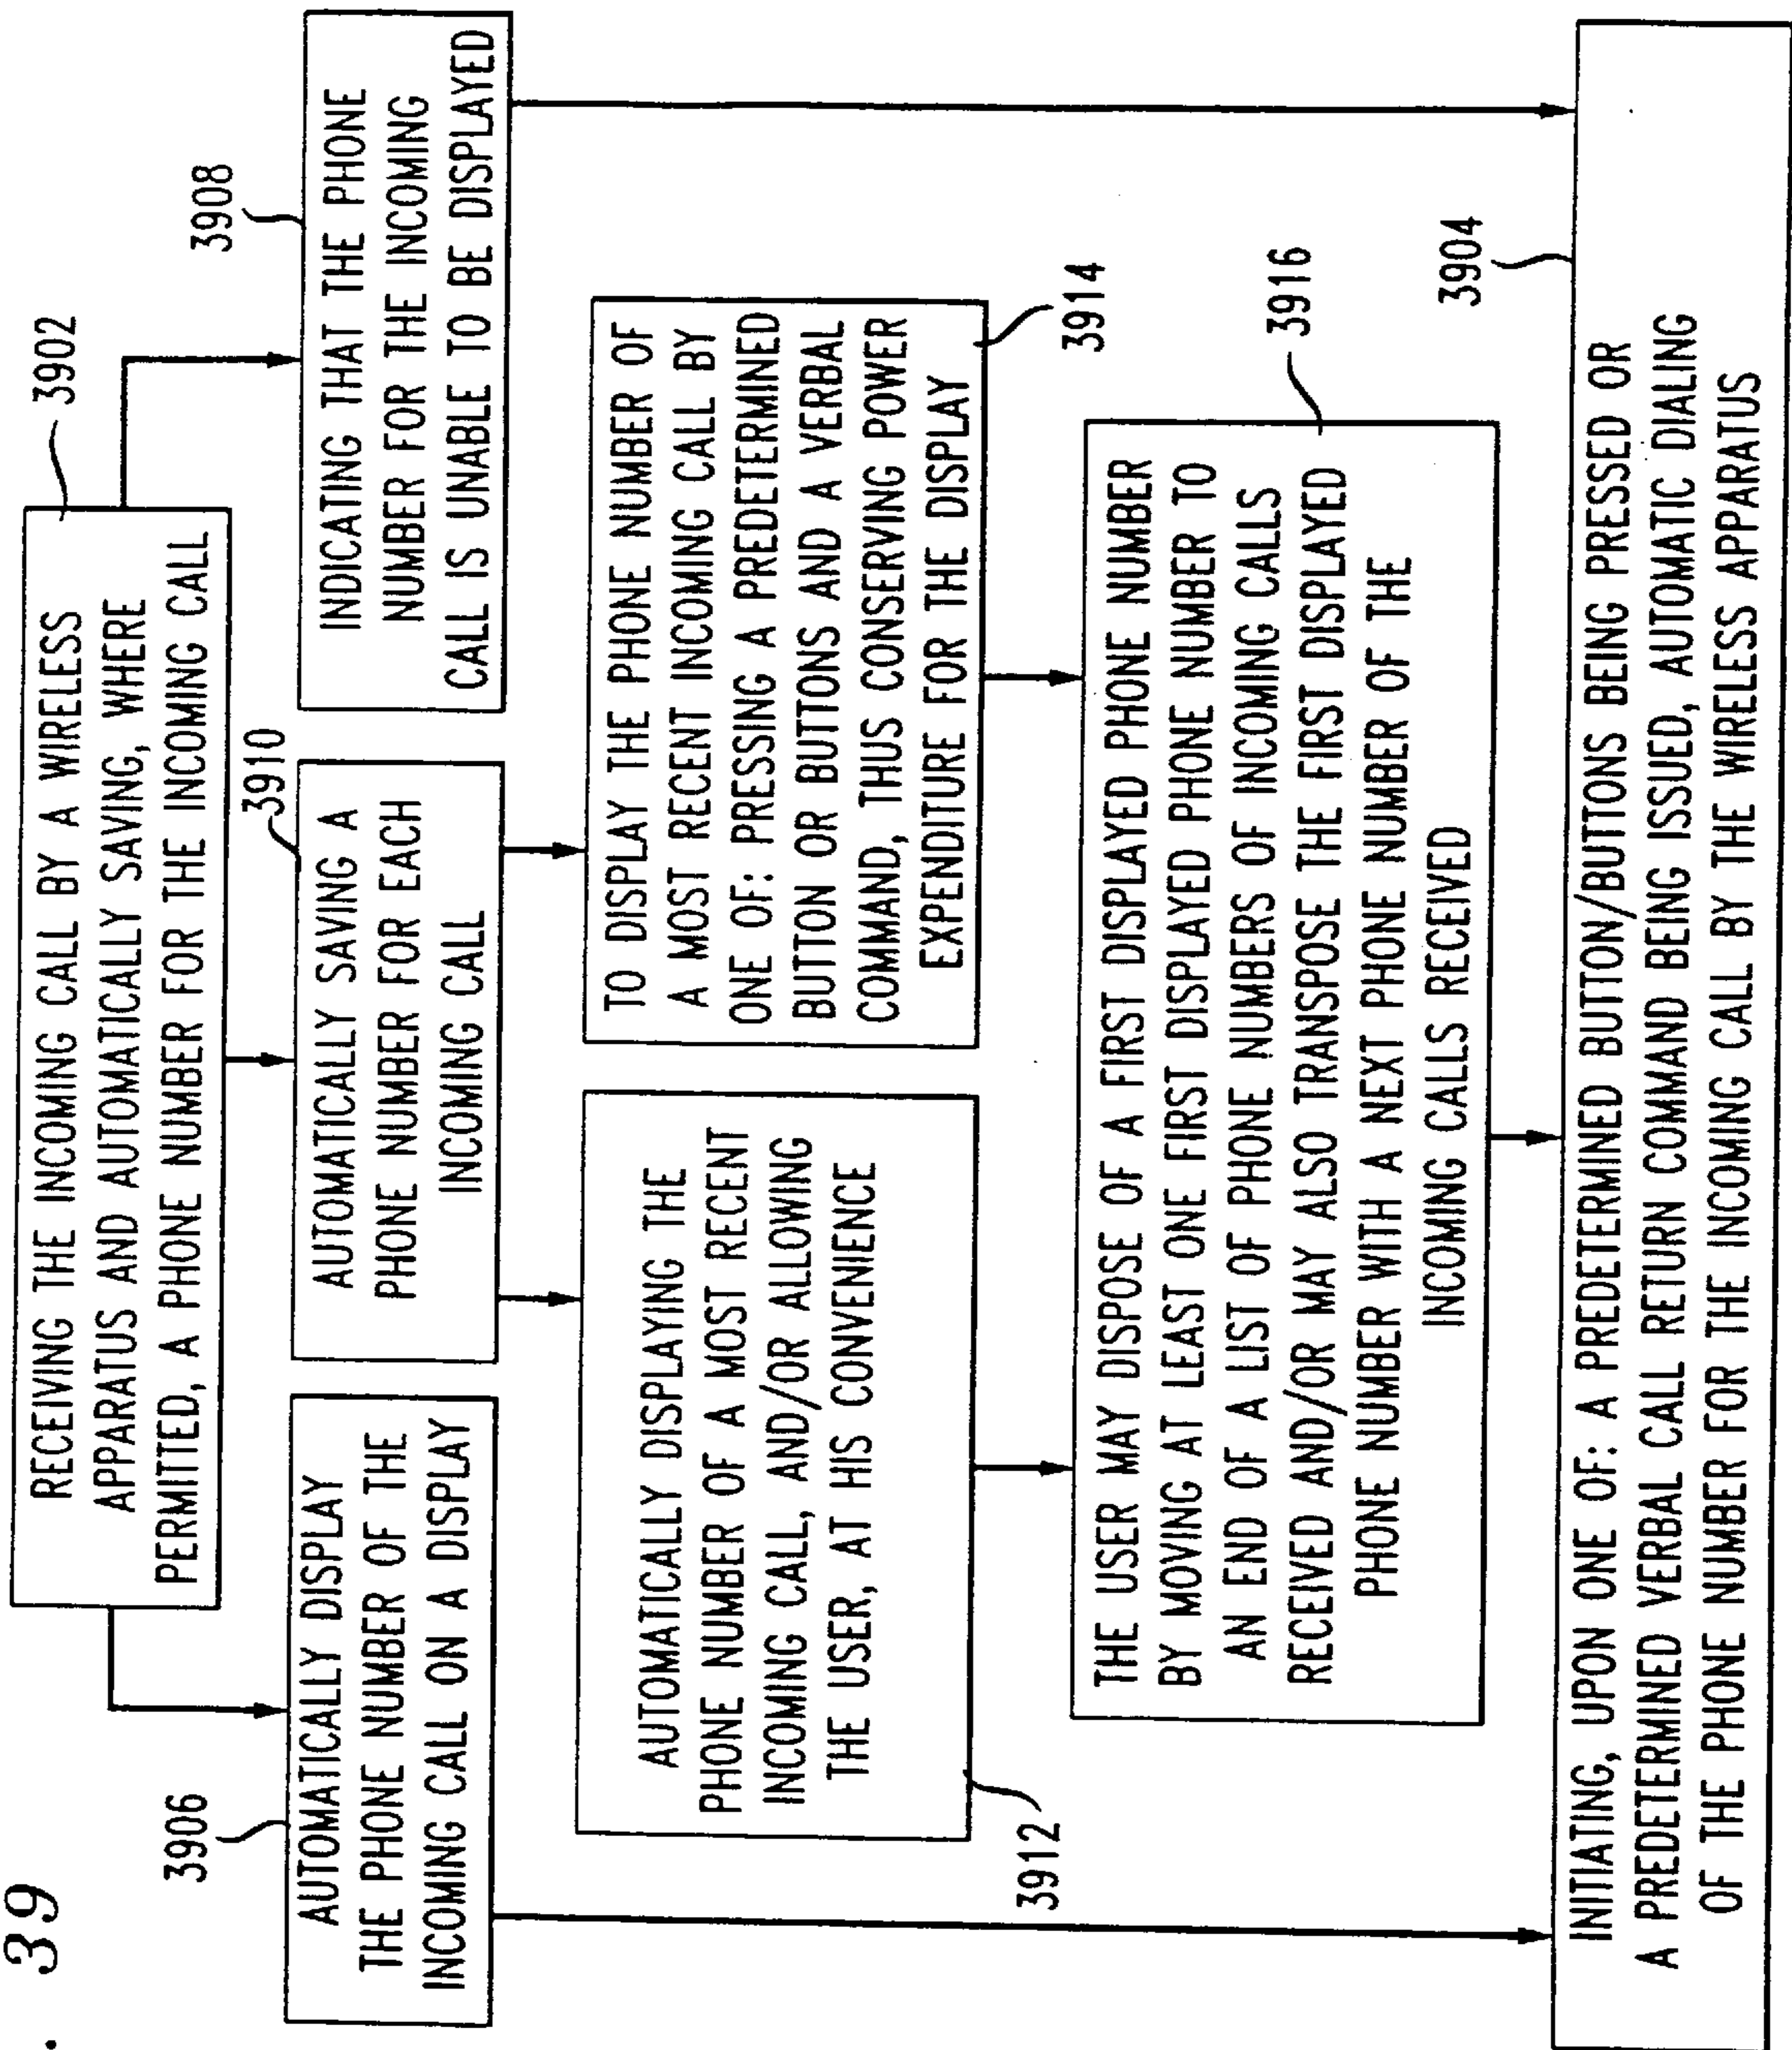 . 39
3902
RECEIVING THE INCOMING CALL BY A WIRELESS
APPARATUS AND AUTOMATICALLY SAVING, WHERE
PERMITTED, A PHONE NUMBER FOR THE INCOMING CALL
3906
AUTOMATICALLY DISPLAY
THE PHONE NUMBER OF THE
INCOMING CALL ON A DISPLAY
3910
AUTOMATICALLY SAVING A
PHONE NUMBER FOR EACH
INCOMING CALL
3908
INDICATING THAT THE PHONE
NUMBER FOR THE INCOMING
CALL IS UNABLE TO BE DISPLAYED
AUTOMATICALLY DISPLAYING THE
PHONE NUMBER OF A MOST RECENT
INCOMING CALL, AND/OR ALLOWING
THE USER, AT HIS CONVENIENCE
3912
TO DISPLAY THE PHONE NUMBER OF
A MOST RECENT INCOMING CALL BY
ONE OF: PRESSING A PREDETERMINED
BUTTON OR BUTTONS AND A VERBAL
COMMAND, THUS CONSERVING POWER
EXPENDITURE FOR THE DISPLAY
3914
THE USER MAY DISPOSE OF A FIRST DISPLAYED PHONE NUMBER
BY MOVING AT LEAST ONE FIRST DISPLAYED PHONE NUMBER TO
AN END OF A LIST OF PHONE NUMBERS OF INCOMING CALLS
RECEIVED AND/OR MAY ALSO TRANSPOSE THE FIRST DISPLAYED
PHONE NUMBER WITH A NEXT PHONE NUMBER OF THE
INCOMING CALLS RECEIVED
3916
3904
INITIATING, UPON ONE OF: A PREDETERMINED BUTTON/BUTTONS BEING PRESSED OR
A PREDETERMINED VERBAL CALL RETURN COMMAND BEING ISSUED, AUTOMATIC DIALING
OF THE PHONE NUMBER FOR THE INCOMING CALL BY THE WIRELESS APPARATUS